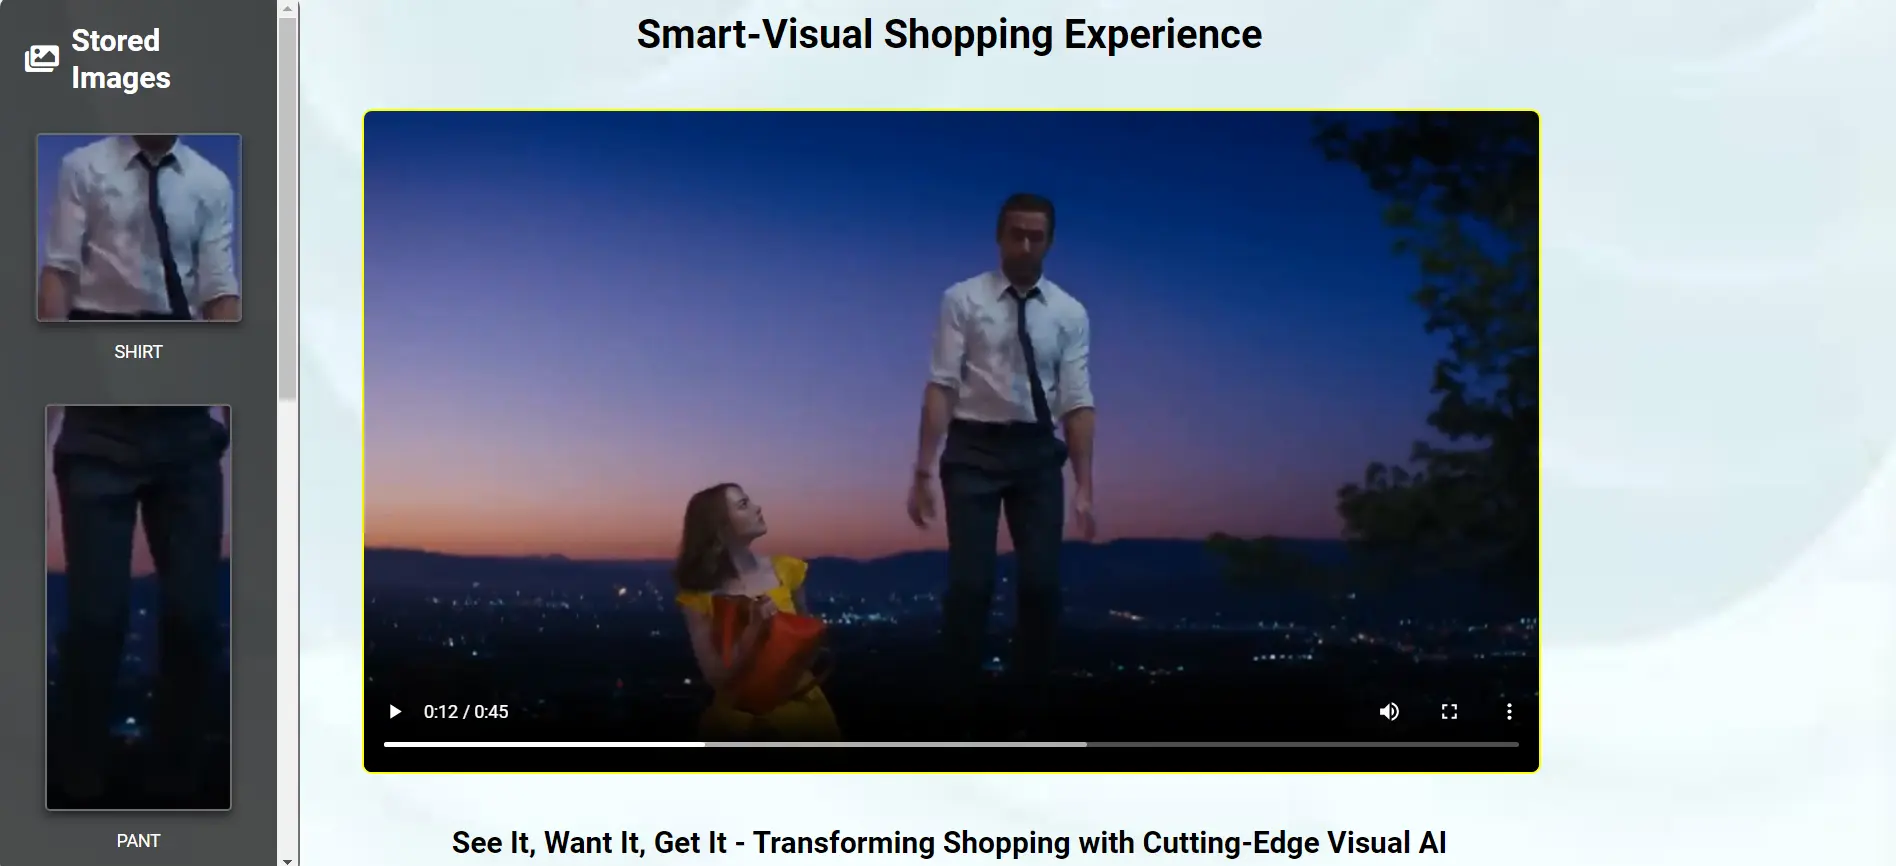 Stored
Images
SHIRT
PANT
Smart-Visual Shopping Experience
0:12 / 0:45
See It, Want It, Get It - Transforming Shopping with Cutting-Edge Visual AI